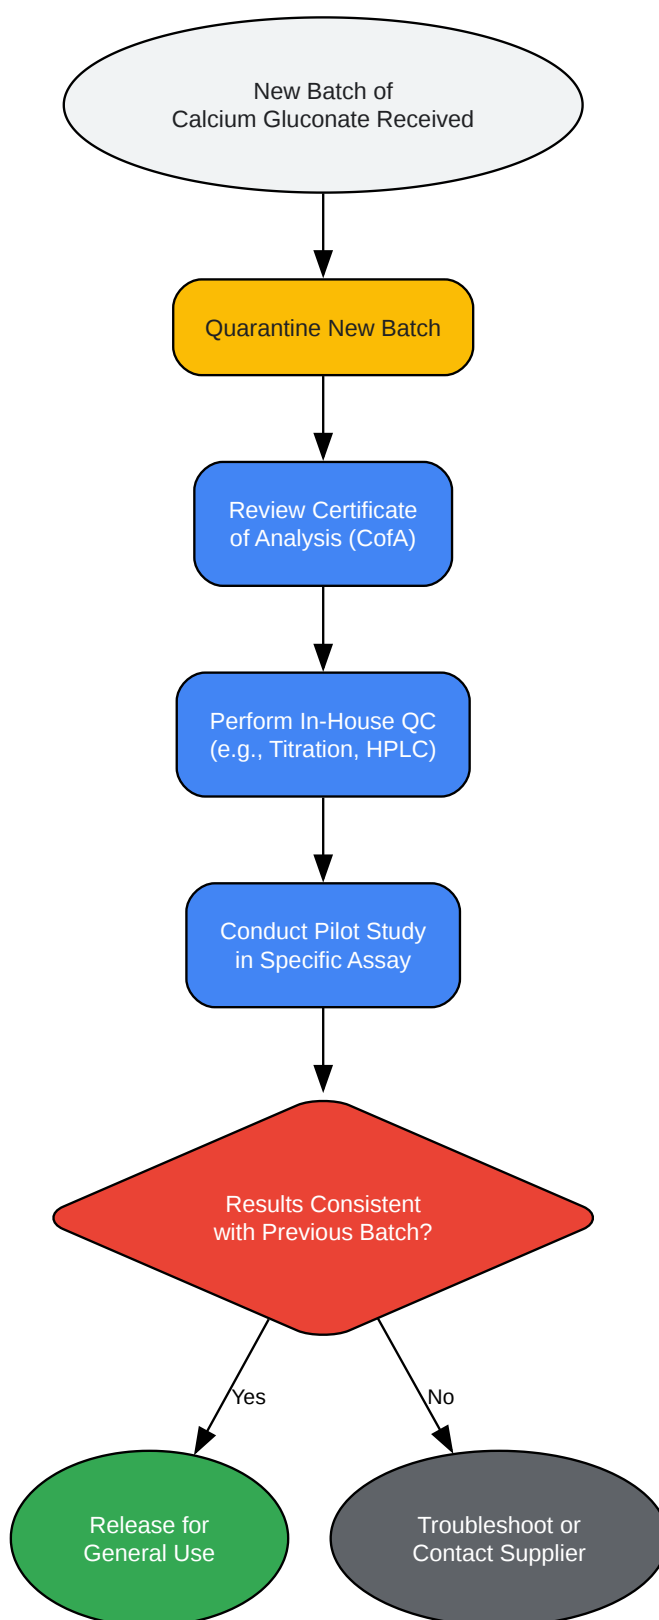 New Batch of
Calcium Gluconate Received
Quarantine New Batch
Review Certificate
of Analysis (CofA)
Perform In-House QC
(e.g., Titration, HPLC)
Conduct Pilot Study
in Specific Assay
Results Consistent
with Previous Batch?
Yes
No
Release for
General Use
Troubleshoot or
Contact Supplier